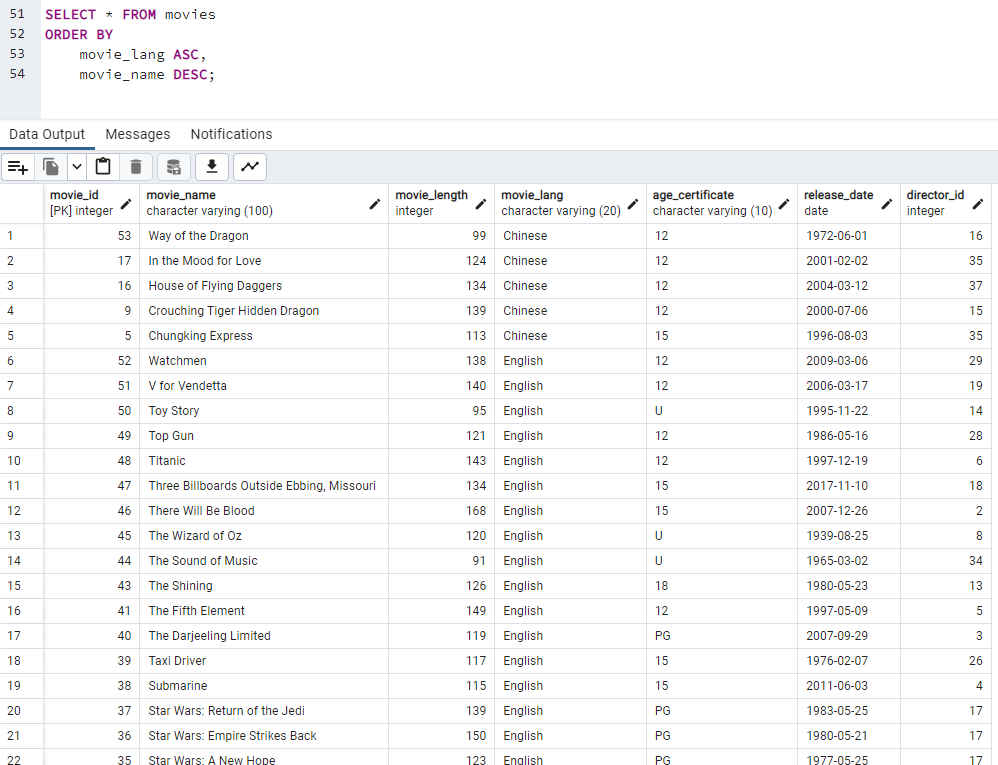 51 SELECT * FROM movies
52 ORDER BY
53 movie_lang ASC,
54 movie_name DESC;
Data Output Messages Notifications
movie_id movie_name movie_length movie_lang age_certificate release_date director_id
[PK] integer character varying (100) integer character varying (20) character varying (10) date integer
1 53 Way of the Dragon 99 Chinese 12 1972-06-01 16
2 17 In the Mood for Love 124 Chinese 12 2001-02-02 35
3 16 House of Flying Daggers 134 Chinese 12 2004-03-12 37
4 9 Crouching Tiger Hidden Dragon 139 Chinese 12 2000-07-06 15
5 5 Chungking Express 113 Chinese 15 1996-08-03 35
6 52 Watchmen 138 English 12 2009-03-06 29
7 51 V for Vendetta 140 English 12 2006-03-17 19
8 50 Toy Story 95 English U 1995-11-22 14
9 49 Top Gun 121 English 12 1986-05-16 28
10 48 Titanic 143 English 12 1997-12-19 6
11 47 Three Billboards Outside Ebbing, Missouri 134 English 15 2017-11-10 18
12 46 There Will Be Blood 168 English 15 2007-12-26 2
13 45 The Wizard of Oz 120 English U 1939-08-25 8
14 44 The Sound of Music 91 English U 1965-03-02 34
15 43 The Shining 126 English 18 1980-05-23 13
16 41 The Fifth Element 149 English 12 1997-05-09 5
17 40 The Darjeeling Limited 119 English PG 2007-09-29 3
18 39 Taxi Driver 117 English 15 1976-02-07 26
19 38 Submarine 115 English 15 2011-06-03 4
20 37 Star Wars: Return of the Jedi 139 English PG 1983-05-25 17
21 36 Star Wars: Empire Strikes Back 150 English PG 1980-05-21 17
22 35 Star Wars: A New Hope 123 English PG 1977-05-25 17